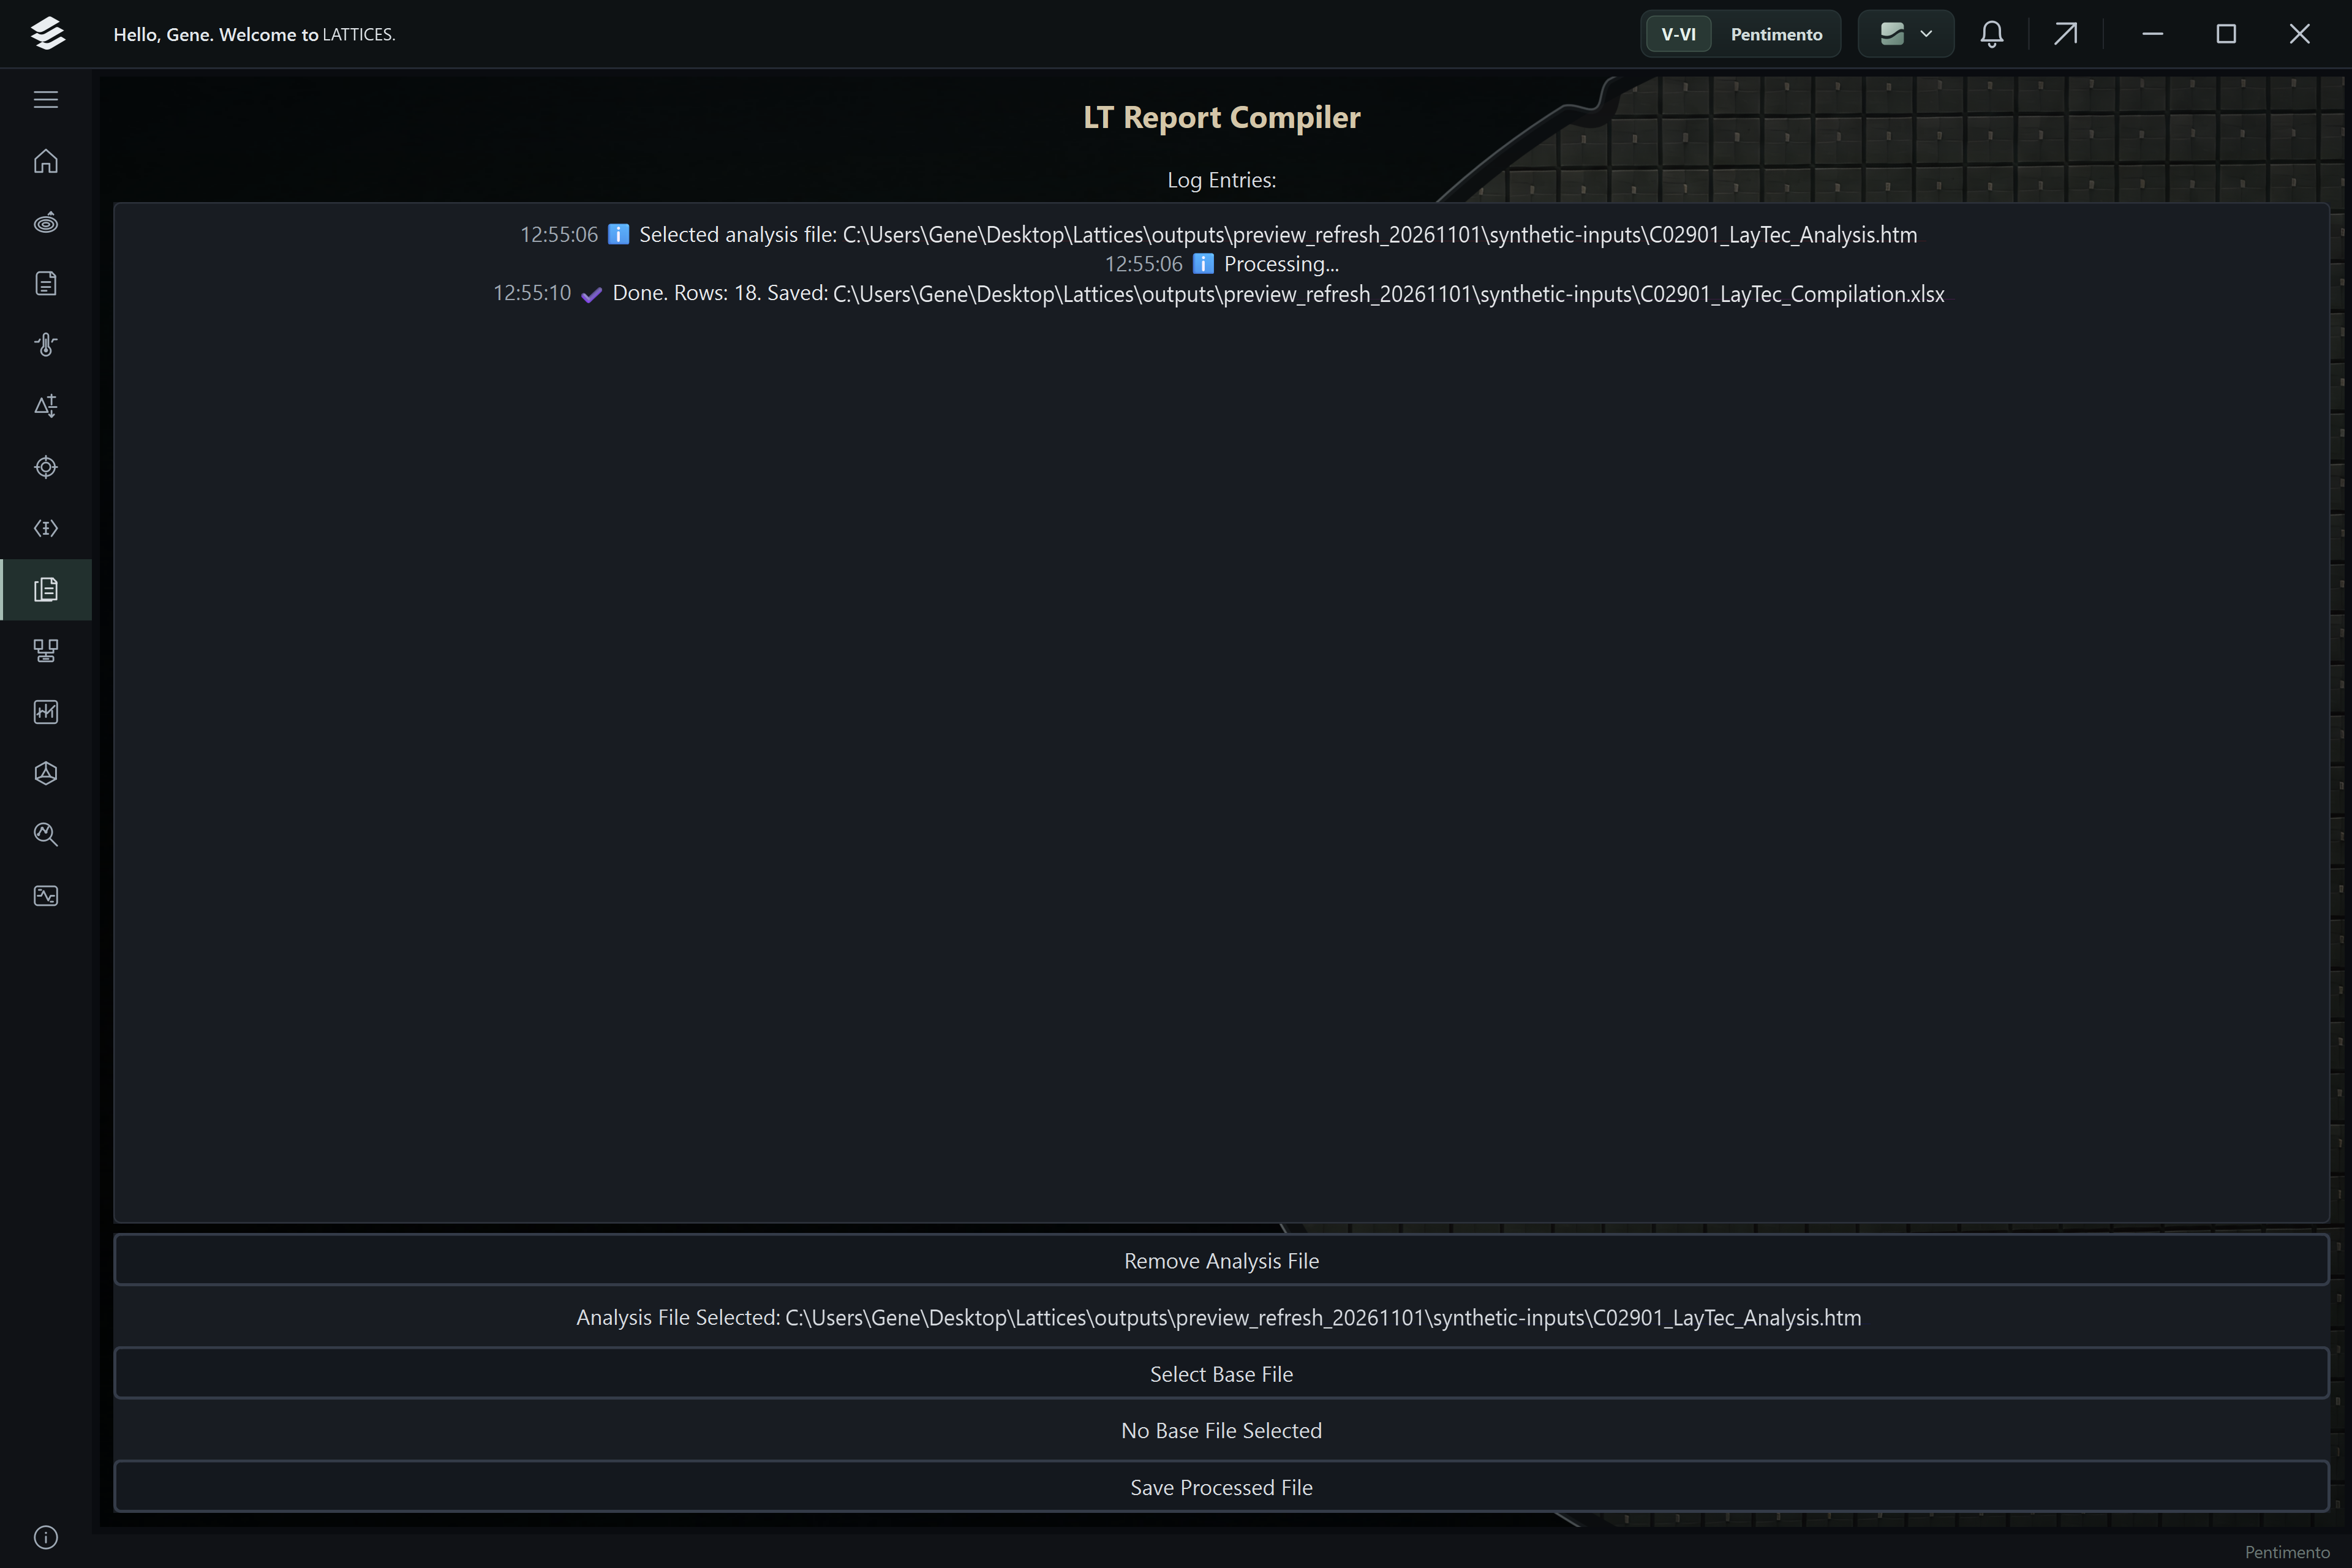 Hello, Gene. Welcome to LATTICES.
V-VI Pentimento
LT Report Compiler
Log Entries:
12:55:06 Selected analysis file: C:\Users\Gene\Desktop\Lattices\outputs\preview_refresh_20261101\synthetic-inputs\C02901_LayTec_Analysis.htm
12:55:06 Processing...
12:55:10 Done. Rows: 18. Saved: C:\Users\Gene\Desktop\Lattices\outputs\preview_refresh_20261101\synthetic-inputs\C02901_LayTec_Compilation.xlsx
Remove Analysis File
Analysis File Selected: C:\Users\Gene\Desktop\Lattices\outputs\preview_refresh_20261101\synthetic-inputs\C02901_LayTec_Analysis.htm
Select Base File
No Base File Selected
Save Processed File
Pentimento